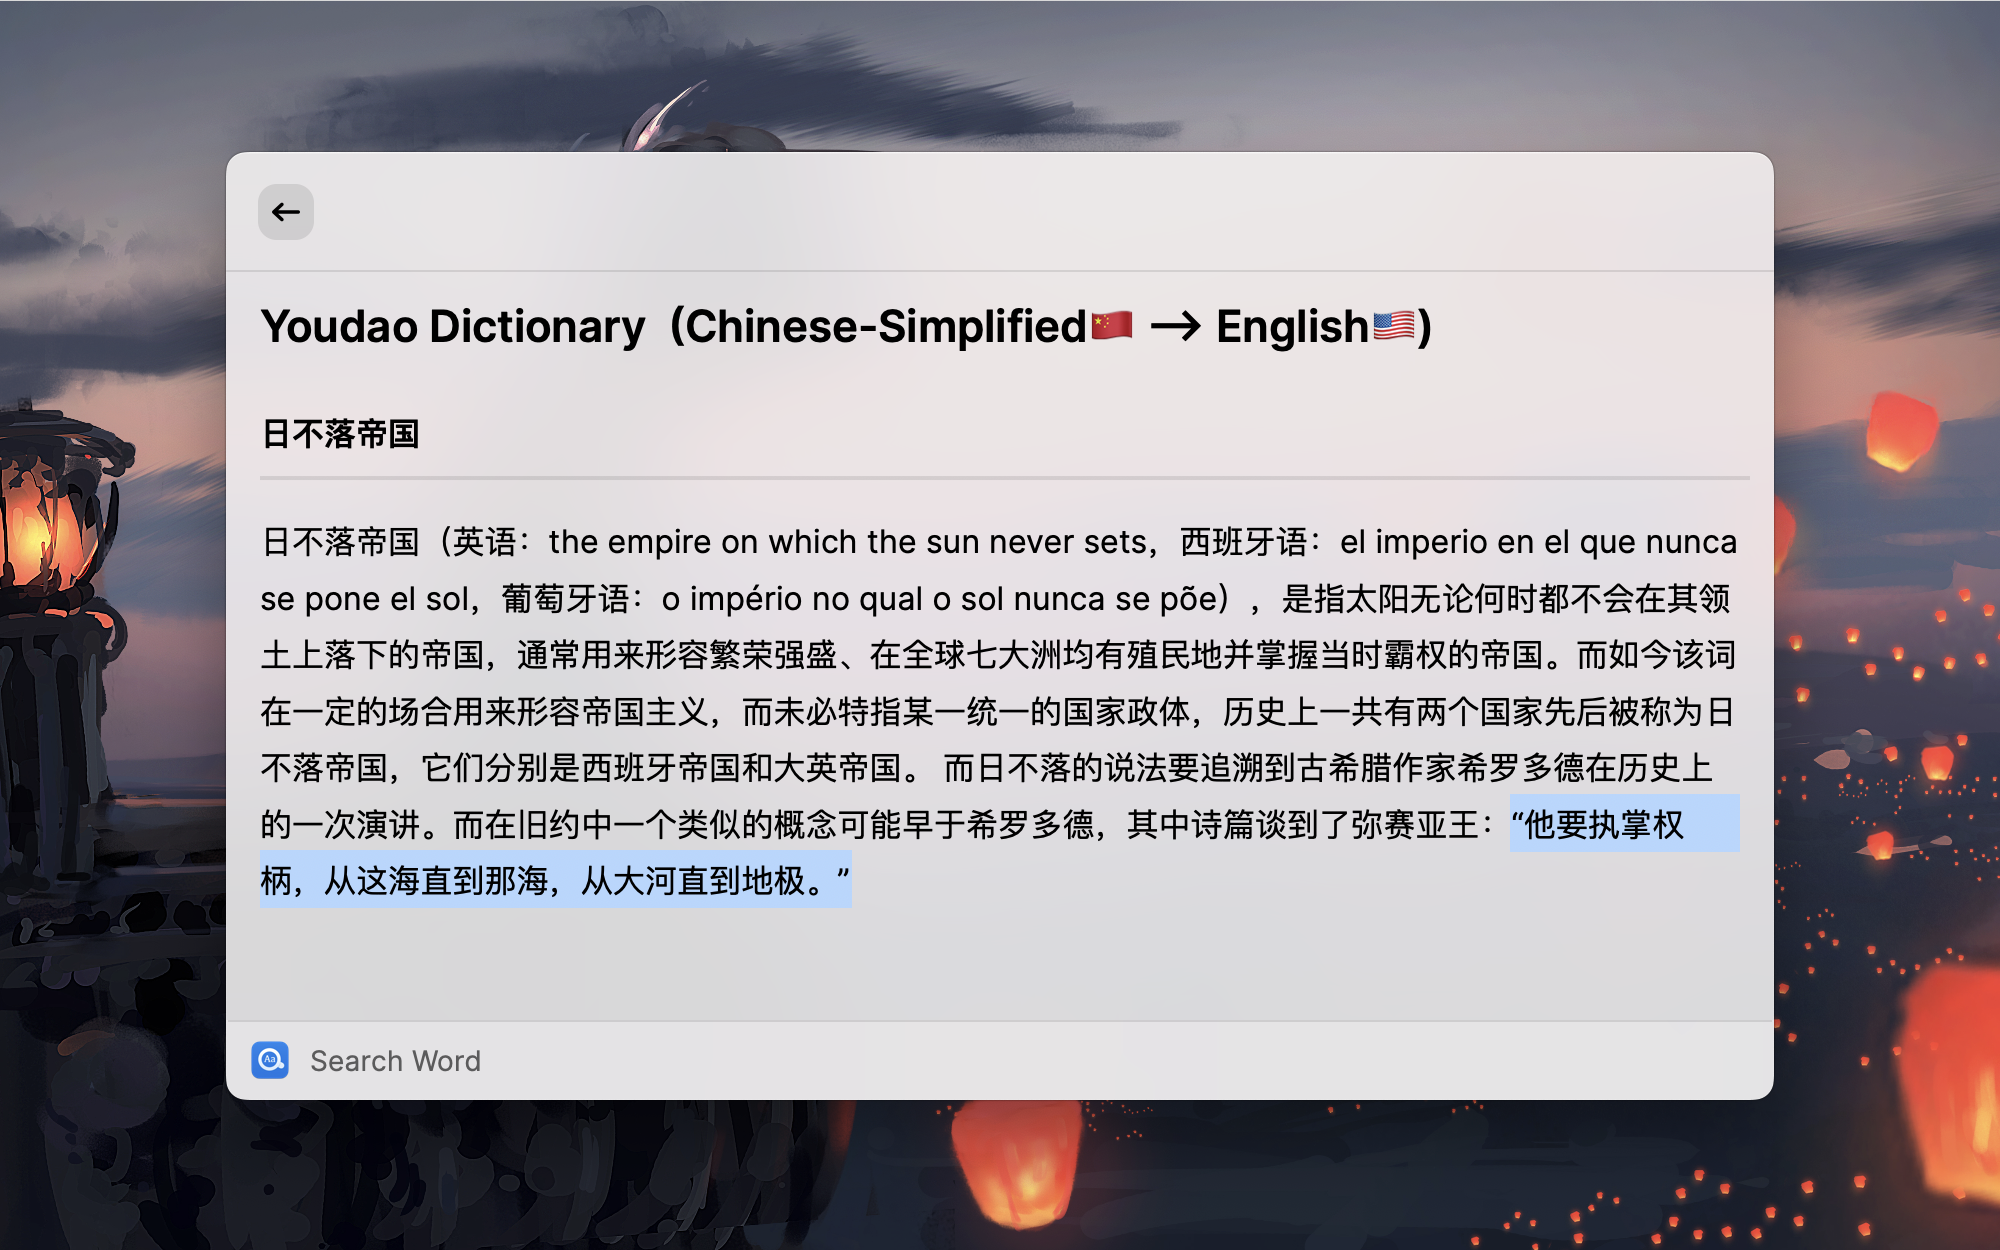 Youdao Dictionary（Chinese-Simplified🇨🇳 → English🇺🇸）
日不落帝国
日不落帝国（英语：the empire on which the sun never sets，西班牙语：el imperio en el que nunca
se pone el sol，葡萄牙语：o império no qual o sol nunca se põe），是指太阳无论何时都不会在其领
土上落下的帝国，通常用来形容繁荣强盛、在全球七大洲均有殖民地并掌握当时霸权的帝国。而如今该词
在一定的场合用来形容帝国主义，而未必特指某一统一的国家政体，历史上一共有两个国家先后被称为日
不落帝国，它们分别是西班牙帝国和大英帝国。 而日不落的说法要追溯到古希腊作家希罗多德在历史上
的一次演讲。而在旧约中一个类似的概念可能早于希罗多德，其中诗篇谈到了弥赛亚王：“他要执掌权
柄，从这海直到那海，从大河直到地极。”
Aa
Search Word